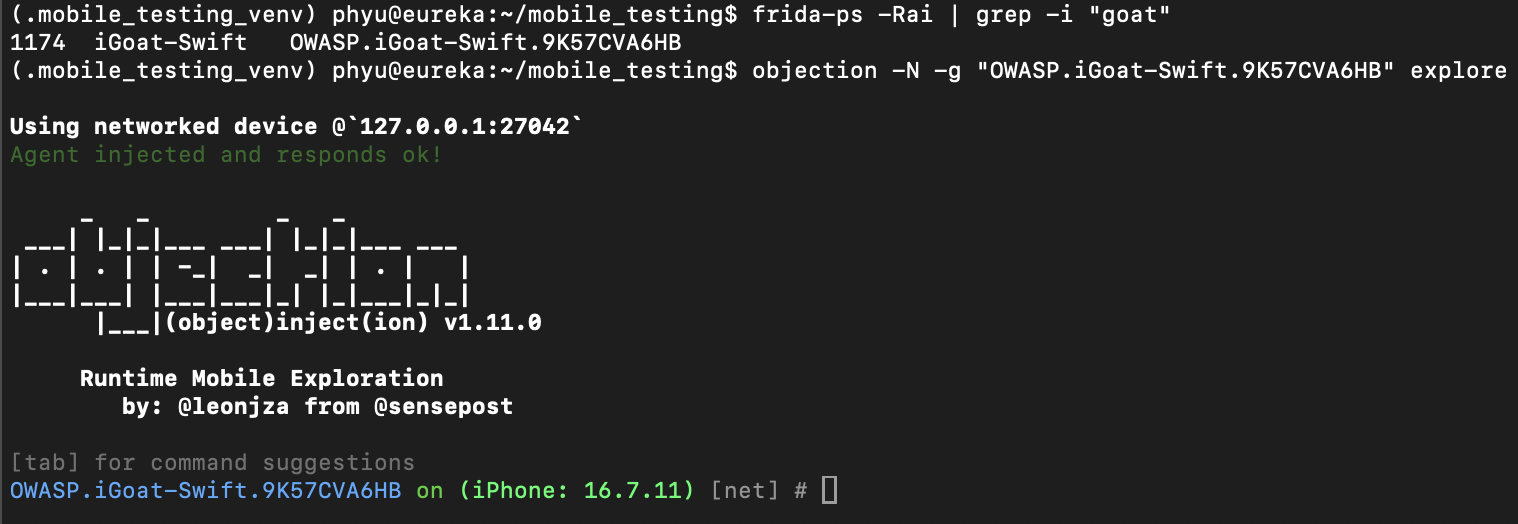 (.mobile_testing_venv) phyu@eureka:~/mobile_testing$ frida-ps -Rai | grep -i "goat"
1174  iGoat-Swift   OWASP.iGoat-Swift.9K57CVA6HB
(.mobile_testing_venv) phyu@eureka:~/mobile_testing$ objection -N -g "OWASP.iGoat-Swift.9K57CVA6HB" explore
Using networked device @`127.0.0.1:27042`
Agent injected and responds ok!
     _   _         _   _
 ___| |_|_|___ ___| |_|_|___ ___
| . | . | | -_|  _|  _| | . |   |
|___|___| |___|___|_| |_|___|_|_|
      |___|(object)inject(ion) v1.11.0
     Runtime Mobile Exploration
        by: @leonjza from @sensepost
[tab] for command suggestions
OWASP.iGoat-Swift.9K57CVA6HB on (iPhone: 16.7.11) [net] #